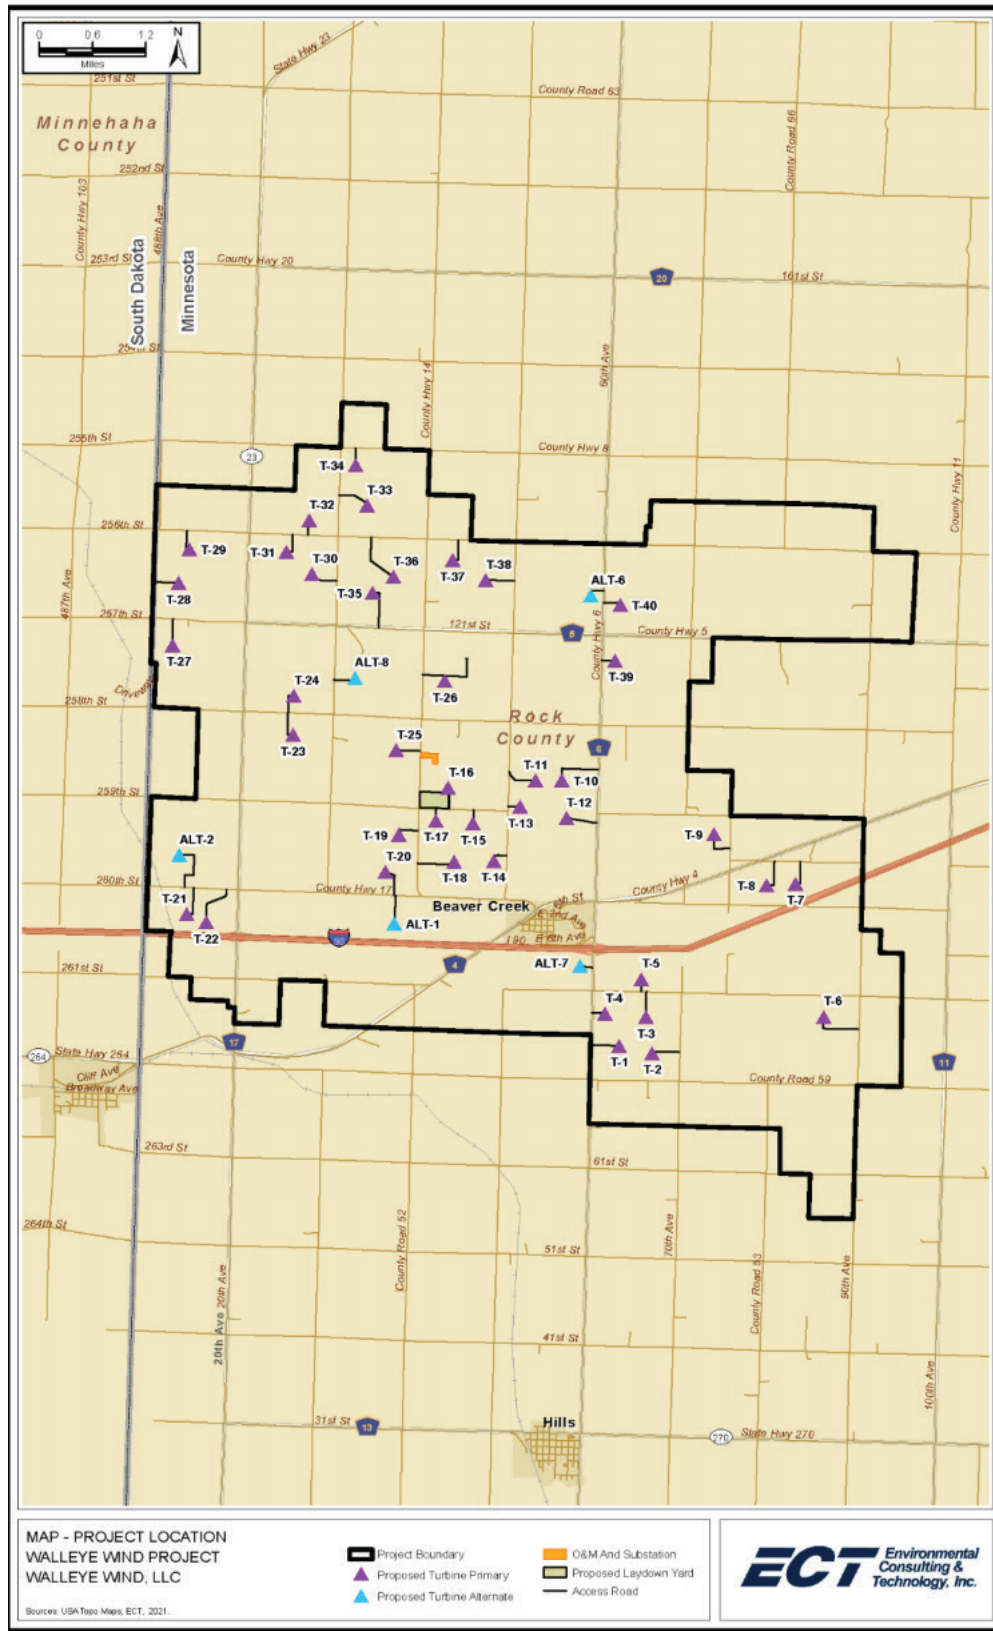 0 0.6 1.2
Miles
N
State Hwy 23
251st St
County Road 63
Minnehaha
County
County Road 66
252nd St
County Hwy 103
468th Ave
South Dakota
Minnesota
253rd St
County Hwy 20
20
161st St
254th St
60th Ave
County Hwy 14
255th St
23
County Hwy 8
County Hwy 11
T-34
T-33
T-32
256th St
T-29
T-31
T-30
T-36
T-37
T-38
ALT-6
487th Ave
T-28
T-35
T-40
257th St
121st St
5
County Hwy 6
County Hwy 5
T-27
ALT-8
T-39
Driveway
T-24
T-26
258th St
Rock
County
T-23
T-25
6
T-11
T-16
T-10
259th St
T-12
T-13
T-19
T-17
T-15
T-9
ALT-2
T-20
T-18
T-14
260th St
County Hwy 17
County Hwy 4
T-8
T-7
T-21
Beaver Creek
6th St
E 2nd Ave
T-22
ALT-1
90
I 90
E 6th Ave
261st St
4
ALT-7
T-5
T-4
T-6
T-3
17
264
State Hwy 264
T-1
T-2
11
Cliff Ave
Broadway Ave
County Road 59
263rd St
61st St
264th St
County Road 52
70th Ave
51st St
20th Ave
20th Ave
County Road 53
90th Ave
41st St
100th Ave
31st St
13
Hills
270
State Hwy 270
MAP - PROJECT LOCATION
WALLEYE WIND PROJECT
WALLEYE WIND, LLC
Sources: USA Topo Maps; ECT, 2021.
Project Boundary
Proposed Turbine Primary
Proposed Turbine Alternate
O&M And Substation
Proposed Laydown Yard
Access Road
ECT
Environmental
Consulting &
Technology, Inc.